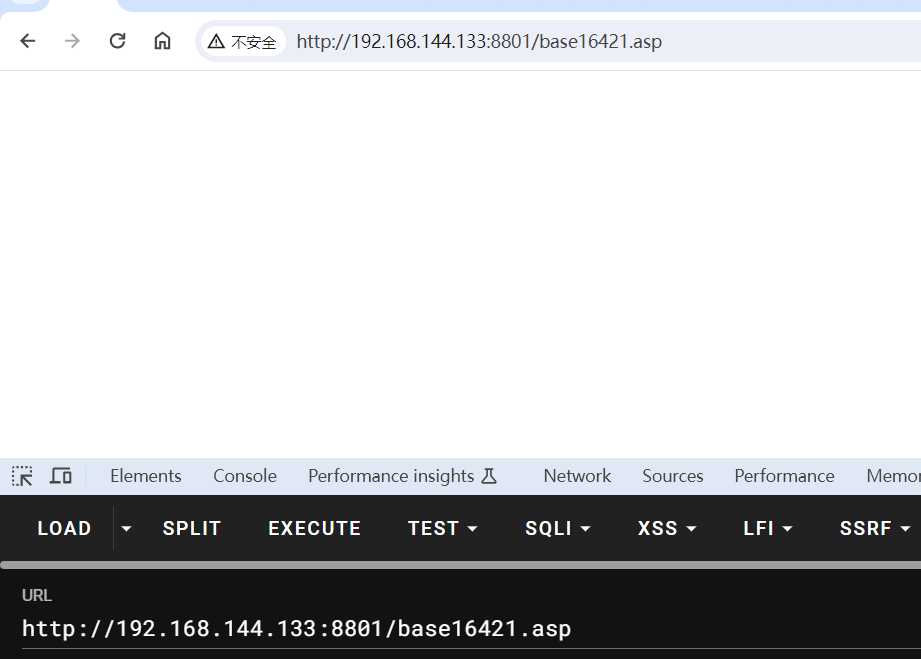 不安全 http://192.168.144.133:8801/base16421.asp
Elements Console Performance insights Network Sources Performance Memor
LOAD SPLIT EXECUTE TEST SQLI XSS LFI SSRF
URL
http://192.168.144.133:8801/base16421.asp